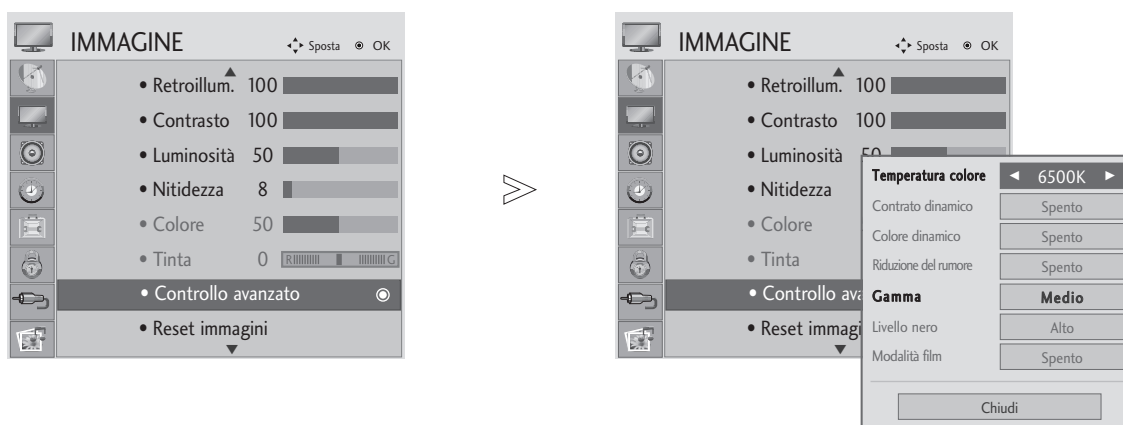 IMMAGINE Sposta OK
• Retroillum. 100
• Contrasto 100
• Luminosità 50
• Nitidezza 8
• Colore 50
• Tinta 0 R G
• Controllo avanzato
• Reset immagini
IMMAGINE Sposta OK
• Retroillum. 100
• Contrasto 100
• Luminosità 50
• Nitidezza
• Colore
• Tinta
• Controllo ava
• Reset immagi
Temperatura colore 6500K
Contrato dinamico Spento
Colore dinamico Spento
Riduzione del rumore Spento
Gamma Medio
Livello nero Alto
Modalità film Spento
Chiudi